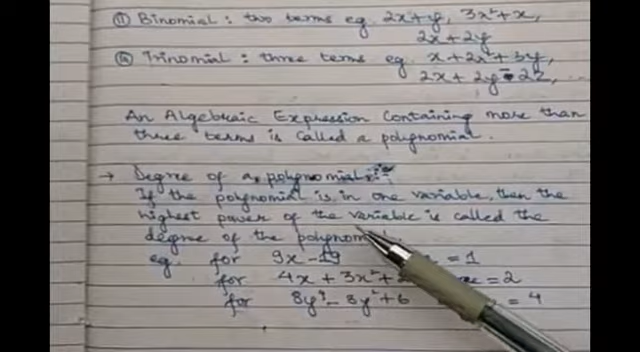 (ii) Binomial : two terms eg. 2x+y, 3x²+x,
2x+2y
(iii) Trinomial : three terms eg. x+2x²+3y,
2x+2y-2z,
An Algebraic Expression Containing more than
three terms is called a polynomial.
→ Degree of a polynomial :-
If the polynomial is in one variable, then the
highest power of the variable is called the
degree of the polynom
eg. for 9x-19 = 1
for 4x + 3x² + = 2
for 8y⁴ - 3y² + 6 = 4